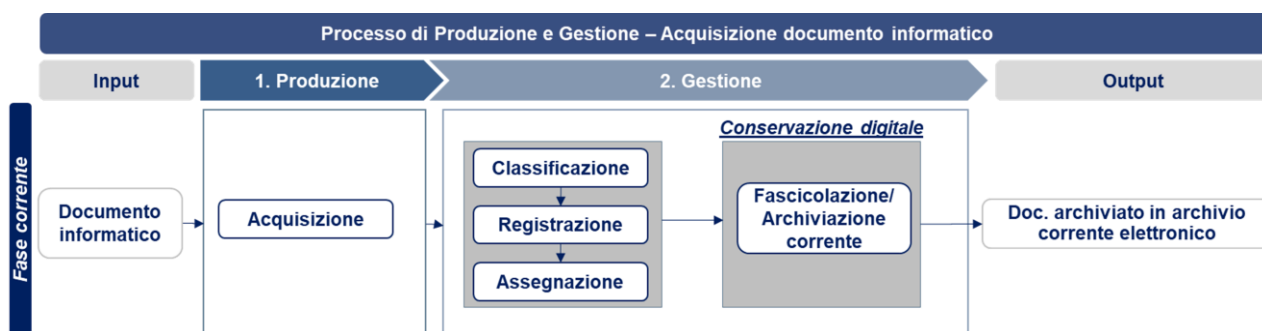 Processo di Produzione e Gestione – Acquisizione documento informatico
Input
1. Produzione
2. Gestione
Output
Fase corrente
Documento
informatico
Acquisizione
Classificazione
Registrazione
Assegnazione
Conservazione digitale
Fascicolazione/
Archiviazione
corrente
Doc. archiviato in archivio
corrente elettronico